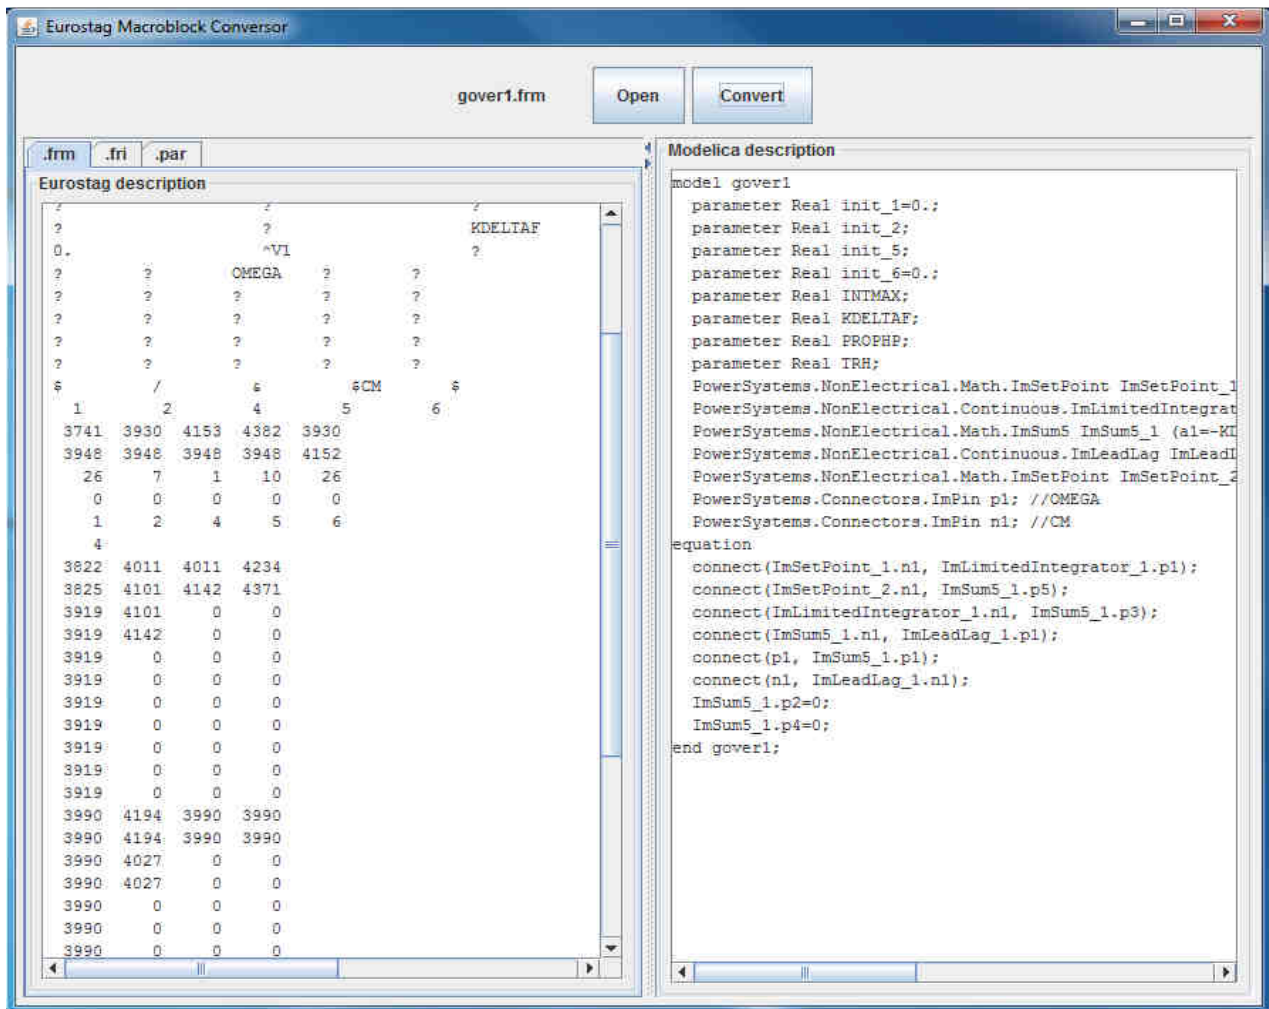 Eurostag Macroblock Conversor
gover1.frm Open Convert
.frm .fri .par
Eurostag description
? ? ?
? ? KDELTAF
0. ^V1 ?
? ? OMEGA ? ?
? ? ? ? ?
? ? ? ? ?
? ? ? ? ?
? ? ? ? ?
$ / & $CM $
1 2 4 5 6
3741 3930 4153 4382 3930
3948 3948 3948 3948 4152
26 7 1 10 26
0 0 0 0 0
1 2 4 5 6
4
3822 4011 4011 4234
3825 4101 4142 4371
3919 4101 0 0
3919 4142 0 0
3919 0 0 0
3919 0 0 0
3919 0 0 0
3919 0 0 0
3919 0 0 0
3919 0 0 0
3919 0 0 0
3990 4194 3990 3990
3990 4194 3990 3990
3990 4027 0 0
3990 4027 0 0
3990 0 0 0
3990 0 0 0
3990 0 0 0
Modelica description
model gover1
parameter Real init_1=0.;
parameter Real init_2;
parameter Real init_5;
parameter Real init_6=0.;
parameter Real INTMAX;
parameter Real KDELTAF;
parameter Real PROPHP;
parameter Real TRH;
PowerSystems.NonElectrical.Math.ImSetPoint ImSetPoint_1
PowerSystems.NonElectrical.Continuous.ImLimitedIntegrat
PowerSystems.NonElectrical.Math.ImSum5 ImSum5_1 (a1=-KD
PowerSystems.NonElectrical.Continuous.ImLeadLag ImLeadL
PowerSystems.NonElectrical.Math.ImSetPoint ImSetPoint_2
PowerSystems.Connectors.ImPin p1; //OMEGA
PowerSystems.Connectors.ImPin n1; //CM
equation
connect(ImSetPoint_1.n1, ImLimitedIntegrator_1.p1);
connect(ImSetPoint_2.n1, ImSum5_1.p5);
connect(ImLimitedIntegrator_1.n1, ImSum5_1.p3);
connect(ImSum5_1.n1, ImLeadLag_1.p1);
connect(p1, ImSum5_1.p1);
connect(n1, ImLeadLag_1.n1);
ImSum5_1.p2=0;
ImSum5_1.p4=0;
end gover1;